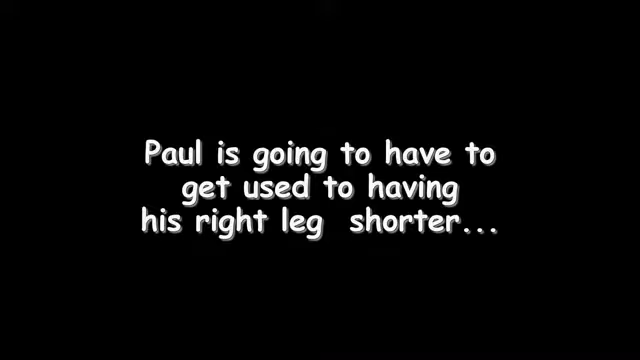 Paul is going to have to
get used to having
his right leg  shorter...